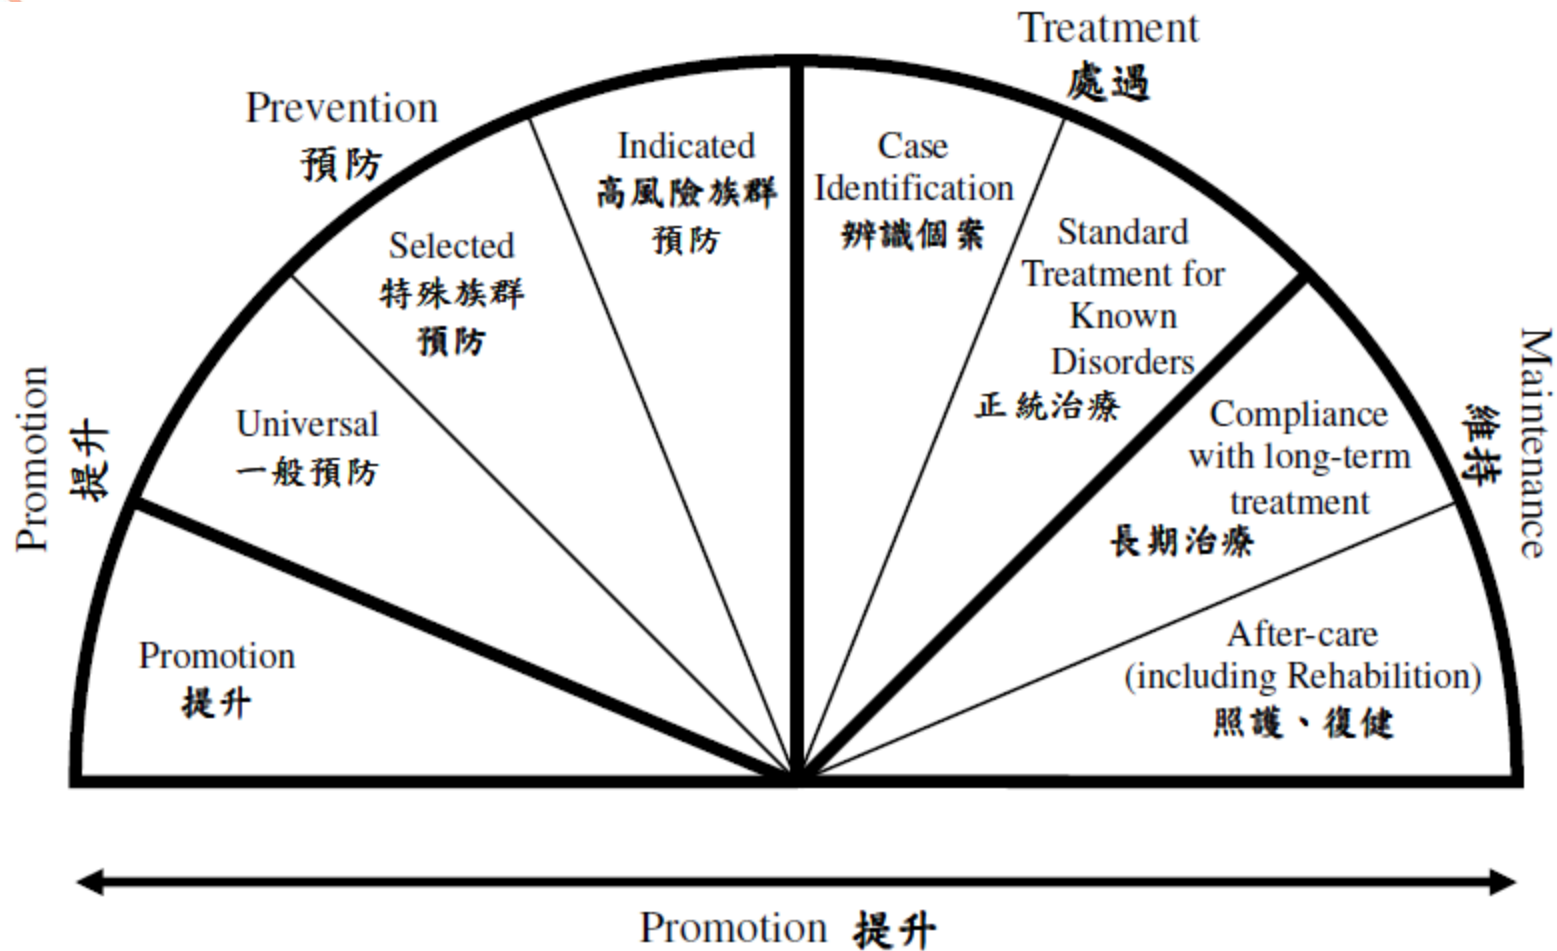 Treatment
處遇
Prevention
預防
Promotion
提升
Maintenance
維持
Promotion
提升
Universal
一般預防
Selected
特殊族群
預防
Indicated
高風險族群
預防
Case
Identification
辨識個案
Standard
Treatment for
Known
Disorders
正統治療
Compliance
with long-term
treatment
長期治療
After-care
(including Rehabilition)
照護、復健
Promotion 提升